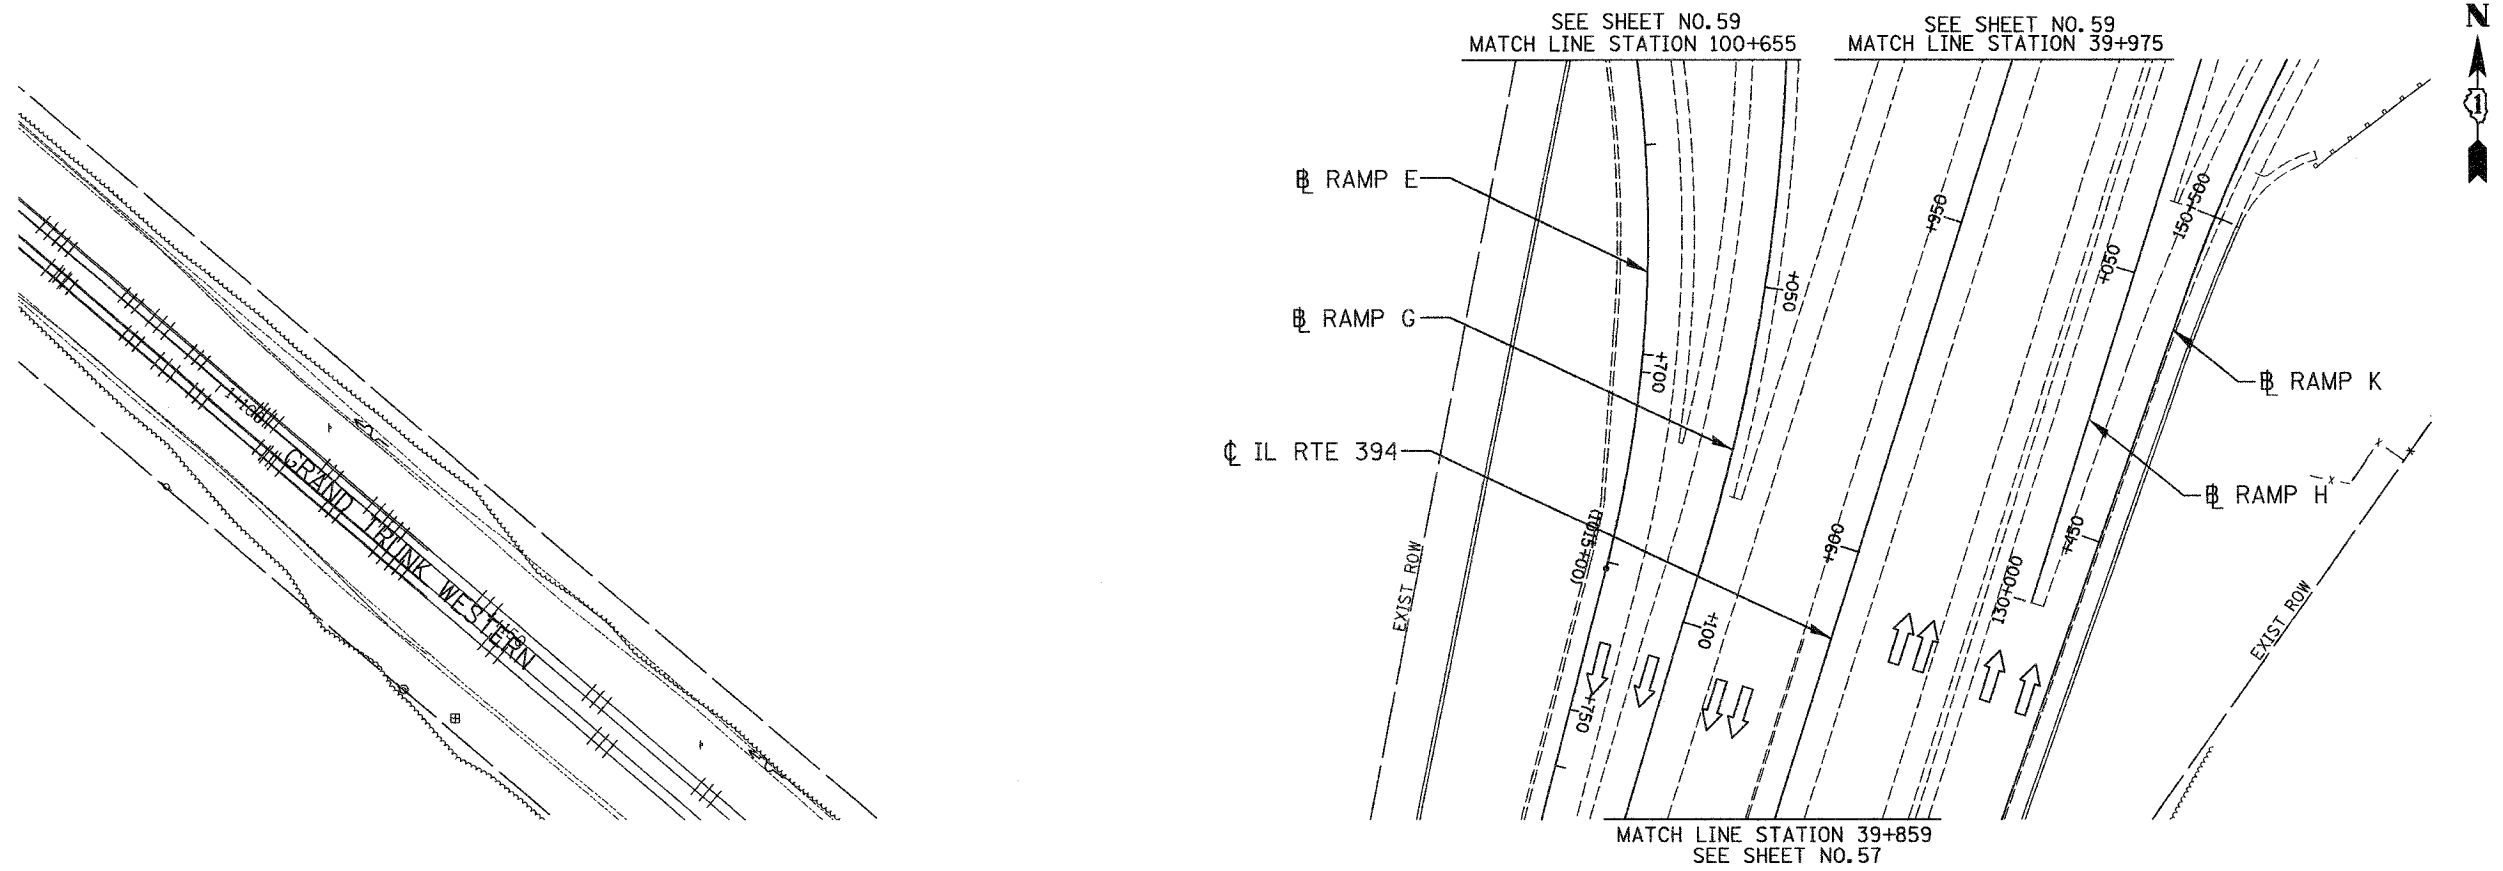 SEE SHEET NO. 59
MATCH LINE STATION 100+655
SEE SHEET NO. 59
MATCH LINE STATION 39+975
N
1
℄ IL RTE 394
RAMP E
RAMP G
RAMP K
RAMP H
+700
+750
+050
+100
+950
+900
+050
130+000
150+500
+450
EXIST ROW
EXIST ROW
GRAND TRUNK WESTERN
MATCH LINE STATION 39+859
SEE SHEET NO. 57